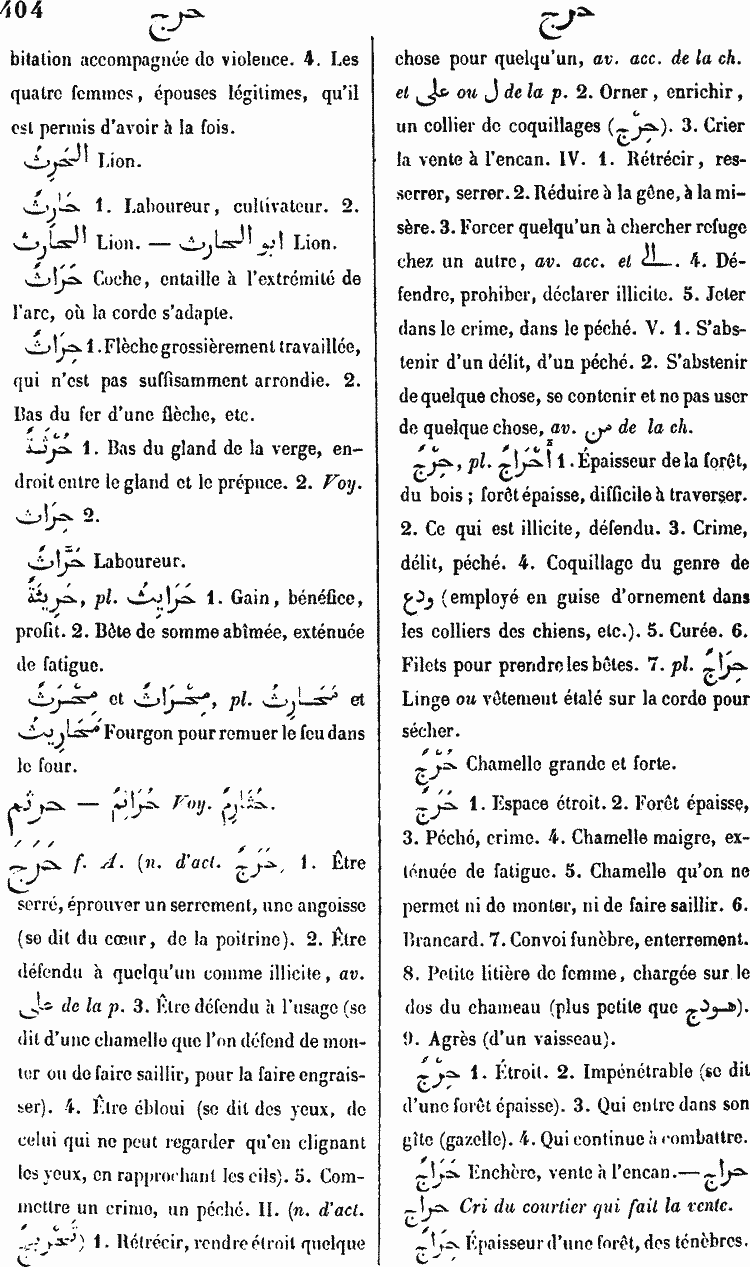 404
حرج
حرج
bitation accompagnée de violence. 4. Les
quatre femmes, épouses légitimes, qu'il
est permis d'avoir à la fois.
الحَرِثُ Lion.
حَارِثٌ 1. Laboureur, cultivateur. 2.
الحارث Lion. — ابو الحارث Lion.
حَرَاثٌ Coche, entaille à l'extrémité de
l'arc, où la corde s'adapte.
حِرَاثٌ 1. Flèche grossièrement travaillée,
qui n'est pas suffisamment arrondie. 2.
Bas du fer d'une flèche, etc.
حَرْثَةٌ 1. Bas du gland de la verge, en-
droit entre le gland et le prépuce. 2. Voy.
حِرَاث 2.
حَرَّاثٌ Laboureur.
حَرِيثَةٌ, pl. حَرَايِثُ 1. Gain, bénéfice,
profit. 2. Bête de somme abîmée, exténuée
de fatigue.
مِحْرَثٌ et مِحْرَاثٌ, pl. مَحَارِثُ et
مَحَارِيثُ Fourgon pour remuer le feu dans
le four.
حرثم — حُرَاثِمٌ Voy. حُثَارِمٌ.
حَرِجَ f. A. (n. d'act. حَرَجٌ, 1. Être
serré, éprouver un serrement, une angoisse
(se dit du cœur, de la poitrine). 2. Être
défendu à quelqu'un comme illicite, av.
على de la p. 3. Être défendu à l'usage (se
dit d'une chamelle que l'on défend de mon-
ter ou de faire saillir, pour la faire engrais-
ser). 4. Être ébloui (se dit des yeux, de
celui qui ne peut regarder qu'en clignant
les yeux, en rapprochant les cils). 5. Com-
mettre un crime, un péché. II. (n. d'act.
تَحْرِيجٌ) 1. Rétrécir, rendre étroit quelque
chose pour quelqu'un, av. acc. de la ch.
et على ou ل de la p. 2. Orner, enrichir,
un collier de coquillages (حِرْج). 3. Crier
la vente à l'encan. IV. 1. Rétrécir, res-
serrer, serrer. 2. Réduire à la gêne, à la mi-
sère. 3. Forcer quelqu'un à chercher refuge
chez un autre, av. acc. et الى. 4. Dé-
fendre, prohiber, déclarer illicite. 5. Jeter
dans le crime, dans le péché. V. 1. S'abs-
tenir d'un délit, d'un péché. 2. S'abstenir
de quelque chose, se contenir et ne pas user
de quelque chose, av. من de la ch.
حِرْجٌ, pl. أَحْرَاجٌ 1. Épaisseur de la forêt,
du bois; forêt épaisse, difficile à traverser.
2. Ce qui est illicite, défendu. 3. Crime,
délit, péché. 4. Coquillage du genre de
ودع (employé en guise d'ornement dans
les colliers des chiens, etc.). 5. Curée. 6.
Filets pour prendre les bêtes. 7. pl. حِرَاجٌ
Linge ou vêtement étalé sur la corde pour
sécher.
حُرْجٌ Chamelle grande et forte.
حَرَجٌ 1. Espace étroit. 2. Forêt épaisse,
3. Péché, crime. 4. Chamelle maigre, ex-
ténuée de fatigue. 5. Chamelle qu'on ne
permet ni de monter, ni de faire saillir. 6.
Brancard. 7. Convoi funèbre, enterrement.
8. Petite litière de femme, chargée sur le
dos du chameau (plus petite que هودج).
9. Agrès (d'un vaisseau).
حَرِجٌ 1. Étroit. 2. Impénétrable (se dit
d'une forêt épaisse). 3. Qui entre dans son
gîte (gazelle). 4. Qui continue à combattre.
حَرَاجٌ Enchère, vente à l'encan. — حراج
حراج Cri du courtier qui fait la vente.
حَرَاجٌ Épaisseur d'une forêt, des ténèbres.